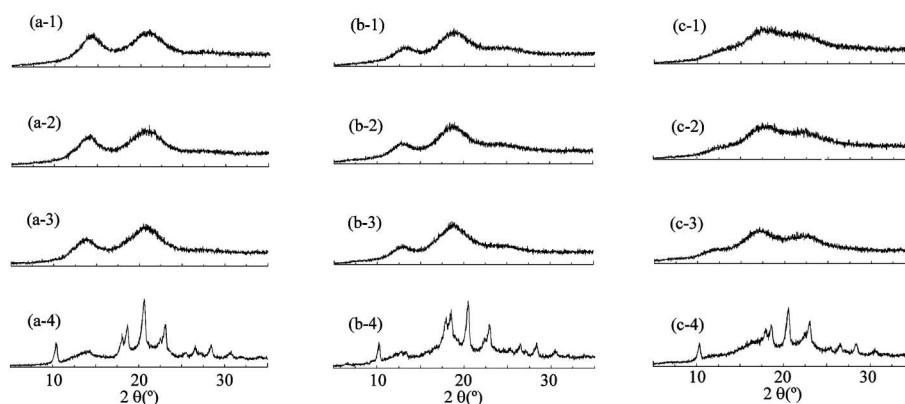 (a-1) (b-1) (c-1)
(a-2) (b-2) (c-2)
(a-3) (b-3) (c-3)
(a-4) (b-4) (c-4)
10 20 30 10 20 30 10 20 30
2 θ(º) 2 θ(º) 2 θ(º)